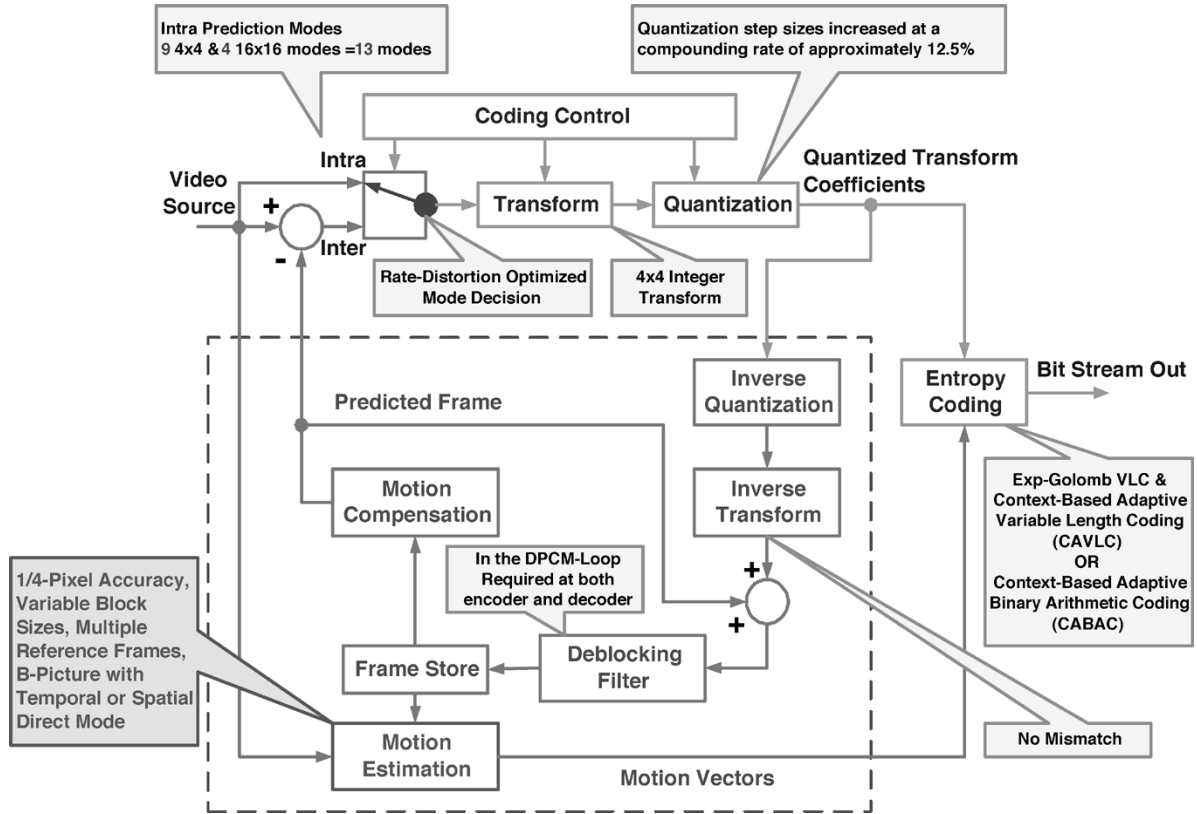 Intra Prediction Modes
9 4x4 &4 16x16 modes =13 modes
Quantization step sizes increased at a
compounding rate of approximately 12.5%
Coding Control
Intra
Video
Source
+
-
Inter
Transform
Quantization
Quantized Transform
Coefficients
Rate-Distortion Optimized
Mode Decision
4x4 Integer
Transform
Predicted Frame
Inverse
Quantization
Entropy
Coding
Bit Stream Out
Motion
Compensation
Inverse
Transform
Exp-Golomb VLC &
Context-Based Adaptive
Variable Length Coding
(CAVLC)
OR
Context-Based Adaptive
Binary Arithmetic Coding
(CABAC)
In the DPCM-Loop
Required at both
encoder and decoder
+
+
1/4-Pixel Accuracy,
Variable Block
Sizes, Multiple
Reference Frames,
B-Picture with
Temporal or Spatial
Direct Mode
Frame Store
Deblocking
Filter
Motion
Estimation
Motion Vectors
No Mismatch